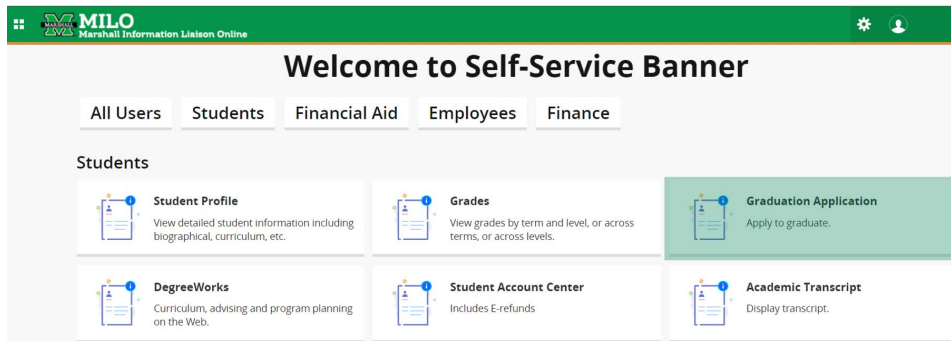 MARSHALL
MILO
Marshall Information Liaison Online
Welcome to Self-Service Banner
All Users Students Financial Aid Employees Finance
Students
Student Profile
View detailed student information including
biographical, curriculum, etc.
Grades
View grades by term and level, or across
terms, or across levels.
Graduation Application
Apply to graduate.
DegreeWorks
Curriculum, advising and program planning
on the Web.
Student Account Center
Includes E-refunds
Academic Transcript
Display transcript.